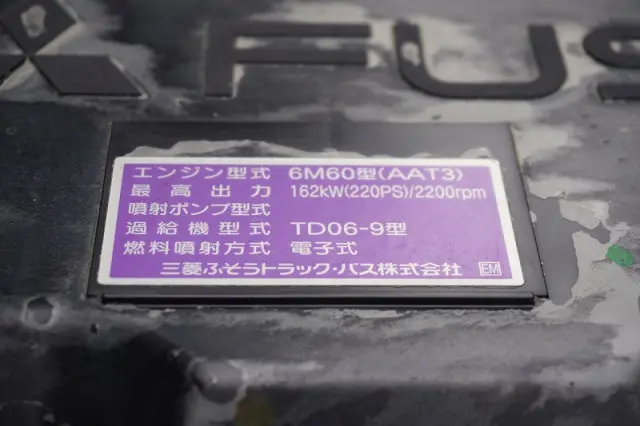 FUS
エンジン型式 6M60型(AAT3)
最高出力 162kW(220PS)/2200rpm
噴射ポンプ型式
過給機型式 TD06-9型
燃料噴射方式 電子式
三菱ふそうトラック・バス株式会社 EM